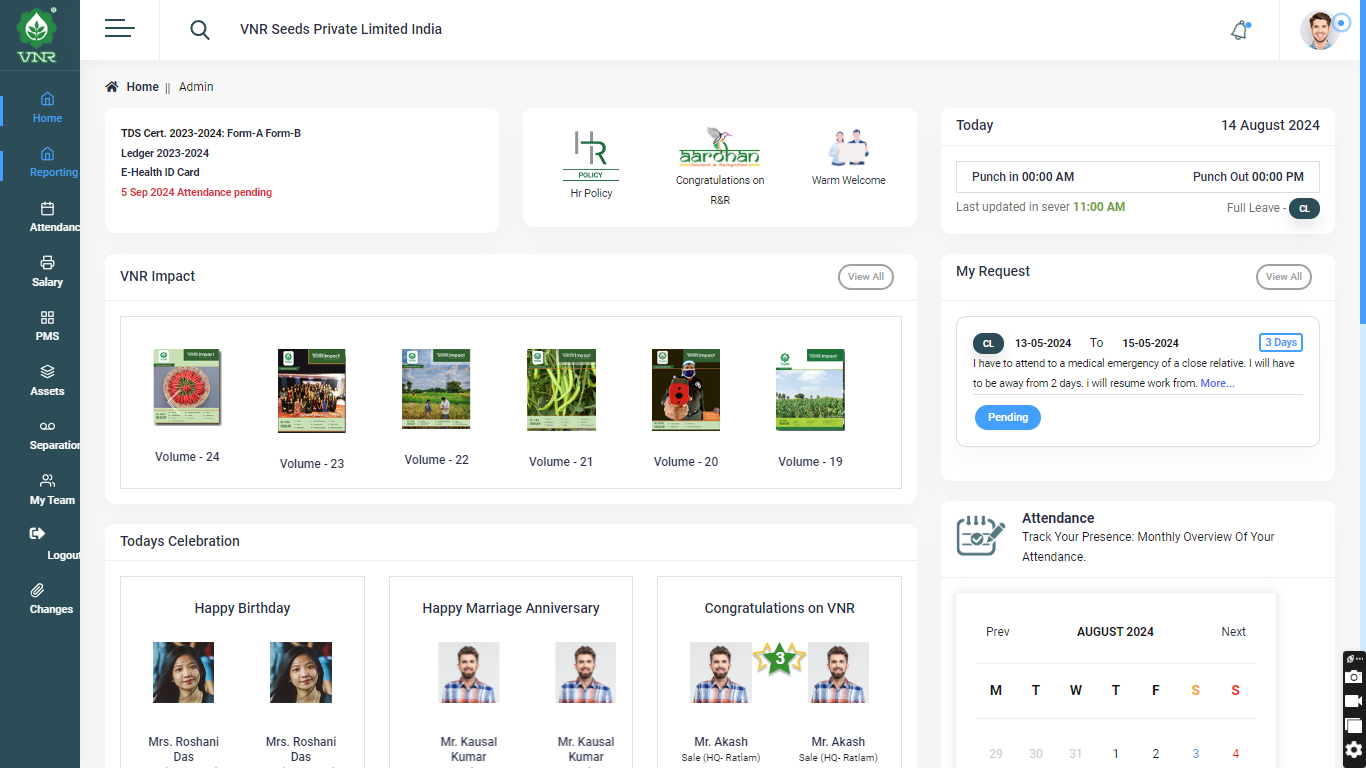 VNR
VNR Seeds Private Limited India
Home || Admin
Home
Reporting
Attendanc
Salary
PMS
Assets
Separation
My Team
Logout
Changes
TDS Cert. 2023-2024: Form-A Form-B
Ledger 2023-2024
E-Health ID Card
5 Sep 2024 Attendance pending
HR
POLICY
Hr Policy
aardhan
Congratulations on
R&R
Warm Welcome
Today
14 August 2024
Punch in 00:00 AM
Punch Out 00:00 PM
Last updated in sever 11:00 AM
Full Leave - CL
VNR Impact
View All
Volume - 24
Volume - 23
Volume - 22
Volume - 21
Volume - 20
Volume - 19
My Request
View All
CL 13-05-2024 To 15-05-2024 3 Days
I have to attend to a medical emergency of a close relative. I will have
to be away from 2 days. i will resume work from. More...
Pending
Todays Celebration
Happy Birthday
Mrs. Roshani
Das
Mrs. Roshani
Das
Happy Marriage Anniversary
Mr. Kausal
Kumar
Mr. Kausal
Kumar
Congratulations on VNR
3
Mr. Akash
Sale (HQ- Ratlam)
Mr. Akash
Sale (HQ- Ratlam)
Attendance
Track Your Presence: Monthly Overview Of Your
Attendance.
Prev AUGUST 2024 Next
M T W T F S S
29 30 31 1 2 3 4